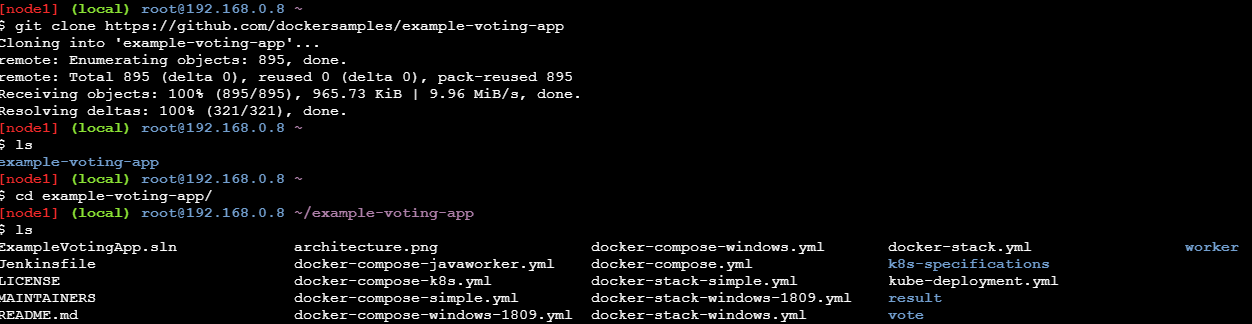 [node1] (local) root@192.168.0.8 ~
$ git clone https://github.com/dockersamples/example-voting-app
Cloning into 'example-voting-app'...
remote: Enumerating objects: 895, done.
remote: Total 895 (delta 0), reused 0 (delta 0), pack-reused 895
Receiving objects: 100% (895/895), 965.73 KiB | 9.96 MiB/s, done.
Resolving deltas: 100% (321/321), done.
[node1] (local) root@192.168.0.8 ~
$ ls
example-voting-app
[node1] (local) root@192.168.0.8 ~
$ cd example-voting-app/
[node1] (local) root@192.168.0.8 ~/example-voting-app
$ ls
ExampleVotingApp.sln architecture.png docker-compose-windows.yml docker-stack.yml worker
Jenkinsfile docker-compose-javaworker.yml docker-compose.yml k8s-specifications
LICENSE docker-compose-k8s.yml docker-stack-simple.yml kube-deployment.yml
MAINTAINERS docker-compose-simple.yml docker-stack-windows-1809.yml result
README.md docker-compose-windows-1809.yml docker-stack-windows.yml vote